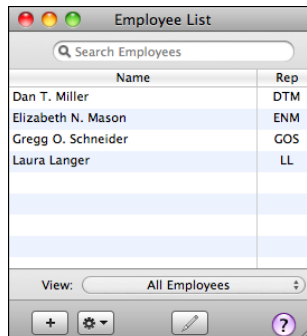 Employee List
Search Employees
Name Rep
Dan T. Miller DTM
Elizabeth N. Mason ENM
Gregg O. Schneider GOS
Laura Langer LL
View: All Employees
+ ?